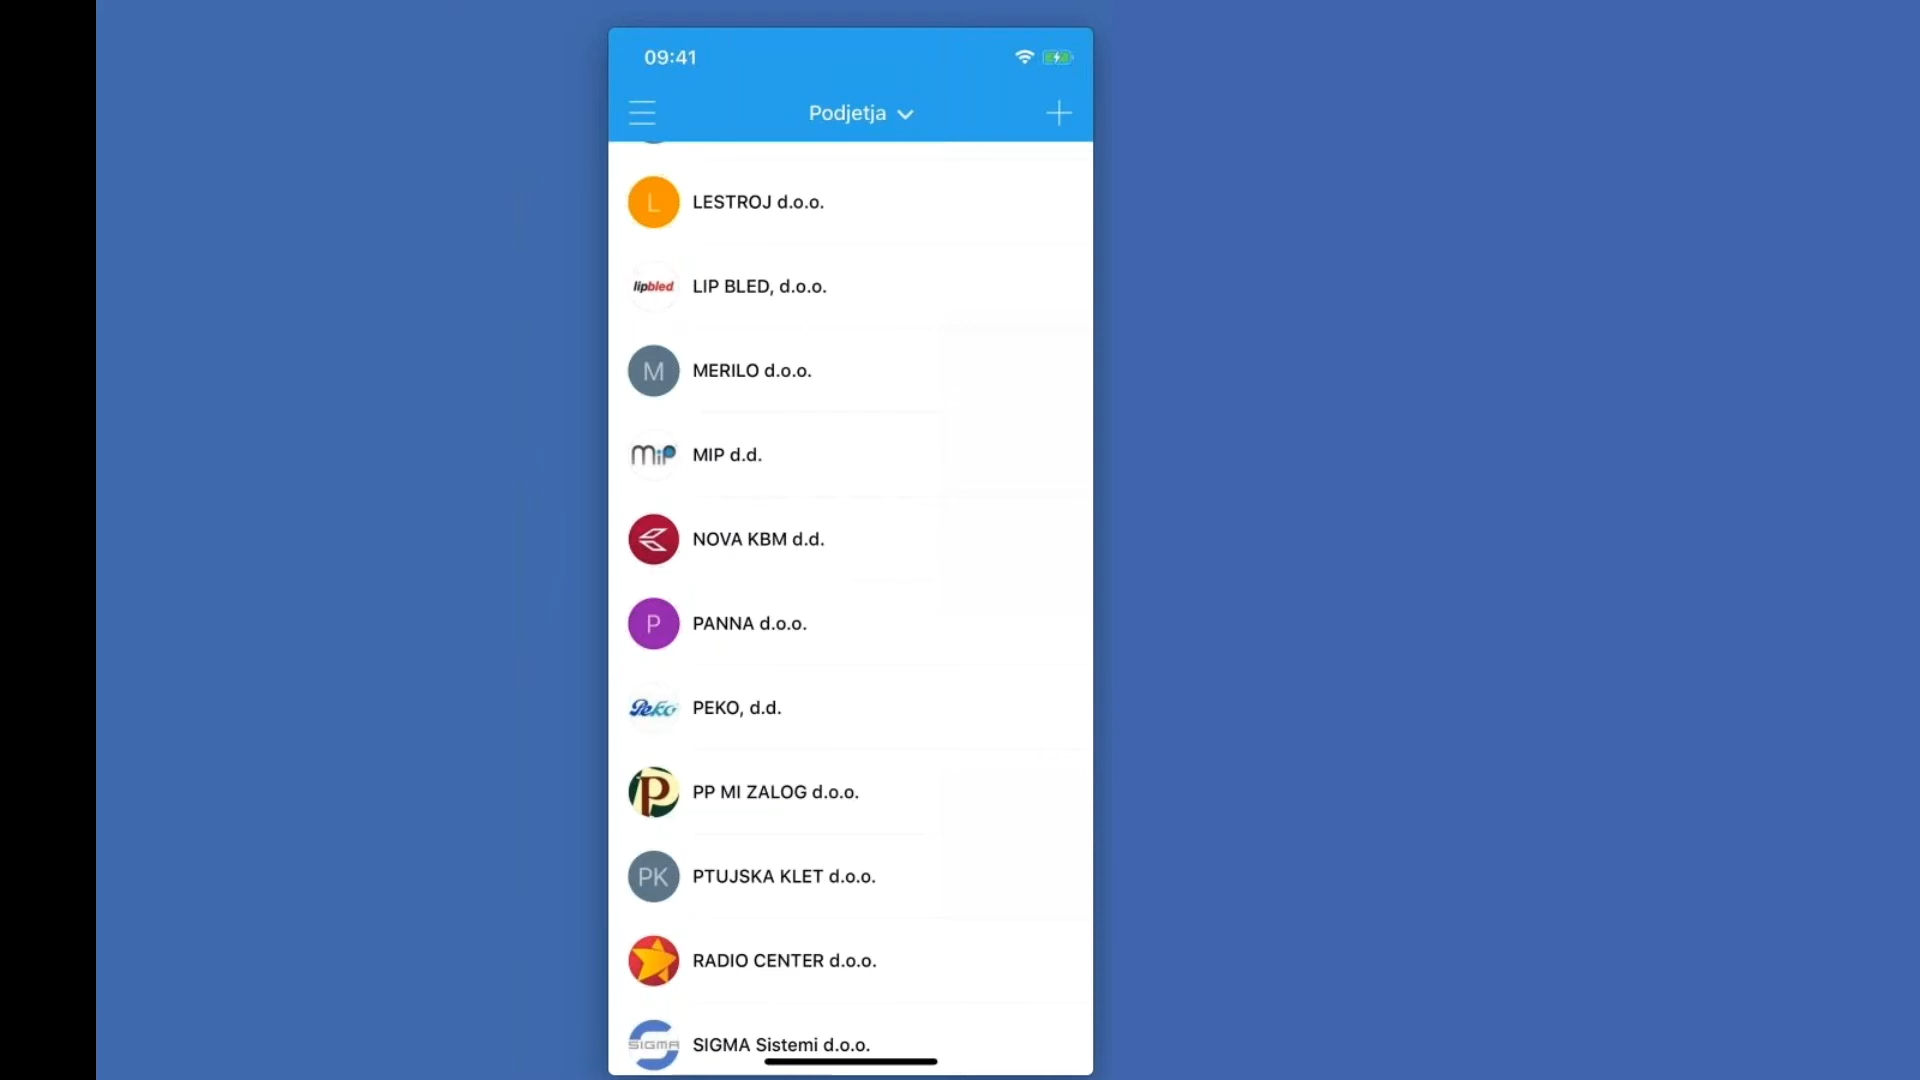 09:41
Podjetja
L
LESTROJ d.o.o.
lipbled
LIP BLED, d.o.o.
M
MERILO d.o.o.
MiP
MIP d.d.
NOVA KBM d.d.
P
PANNA d.o.o.
Peko
PEKO, d.d.
P
PP MI ZALOG d.o.o.
PK
PTUJSKA KLET d.o.o.
RADIO CENTER d.o.o.
SIGMA
SIGMA Sistemi d.o.o.